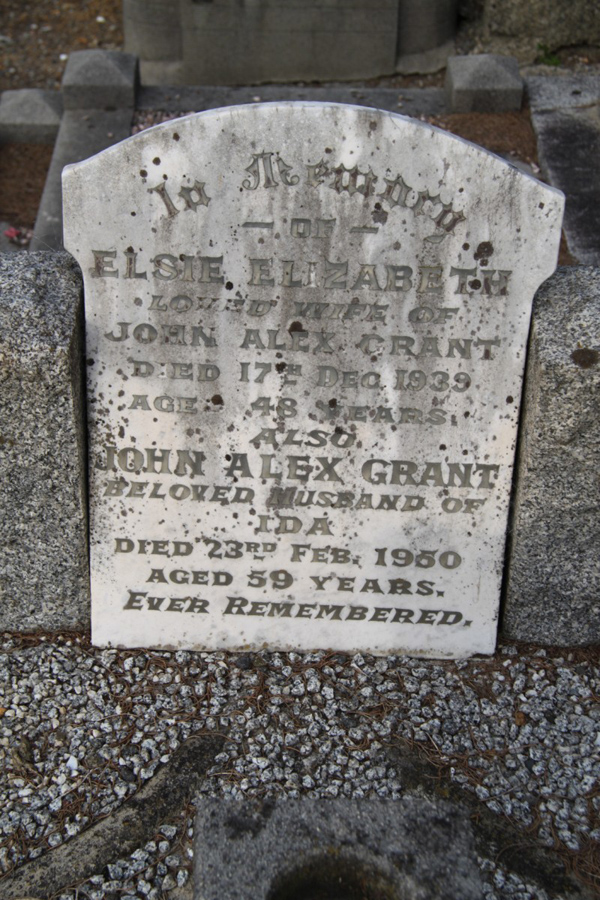 In Memory
— OF —
ELSIE ELIZABETH
LOVED WIFE OF
JOHN ALEX GRANT
DIED 17TH DEC. 1939
AGED 48 YEARS.
ALSO
JOHN ALEX GRANT
BELOVED HUSBAND OF
IDA
DIED 23RD FEB. 1950
AGED 59 YEARS.
EVER REMEMBERED.